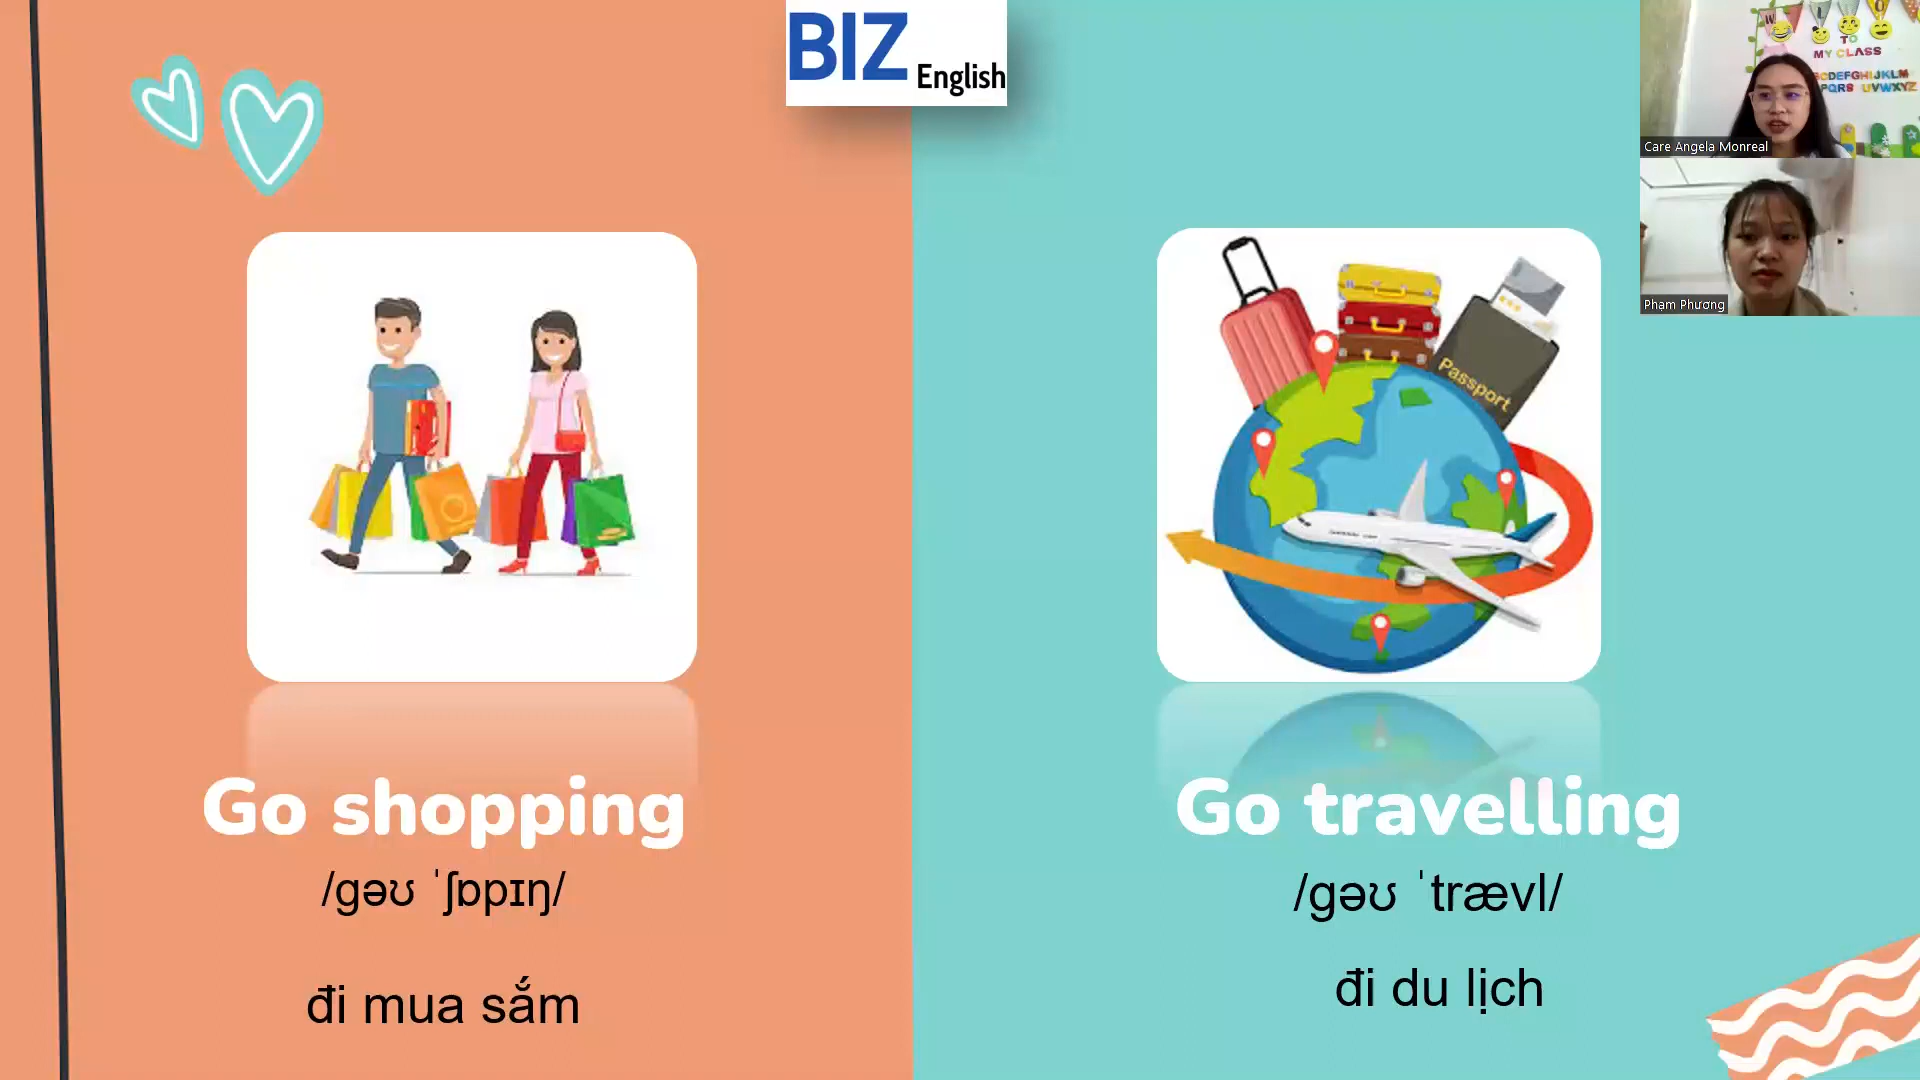 BIZ
English
TO
MY CLASS
Care Angela Monreal
Phạm Phương
Passport
Go shopping
/gəʊ ˈʃɒpɪŋ/
đi mua sắm
Go travelling
/gəʊ ˈtrævl/
đi du lịch